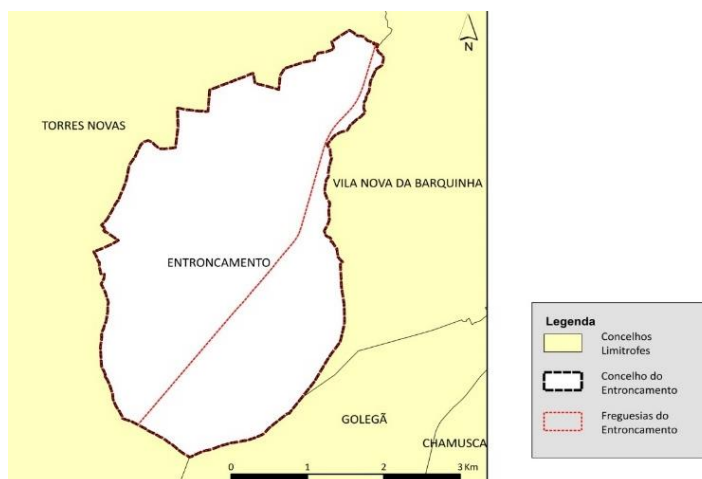 N
TORRES NOVAS
VILA NOVA DA BARQUINHA
ENTRONCAMENTO
GOLEGÃ
CHAMUSCA
0 1 2 3 Km
Legenda
Concelhos
Limitrofes
Concelho do
Entroncamento
Freguesias do
Entroncamento